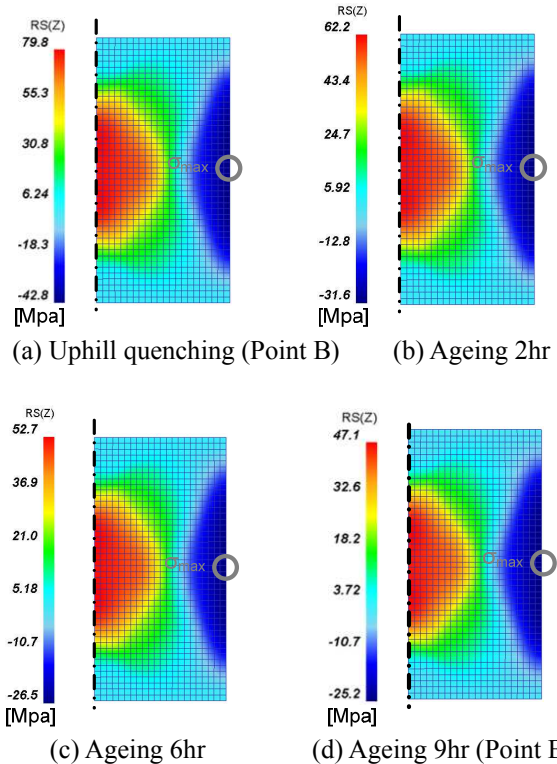 RS(Z)
79.8
55.3
30.8
6.24
-18.3
-42.8
[Mpa]
σmax
(a) Uphill quenching (Point B)
RS(Z)
62.2
43.4
24.7
5.92
-12.8
-31.6
[Mpa]
σmax
(b) Ageing 2hr
RS(Z)
52.7
36.9
21.0
5.18
-10.7
-26.5
[Mpa]
σmax
(c) Ageing 6hr
RS(Z)
47.1
32.6
18.2
3.72
-10.7
-25.2
[Mpa]
σmax
(d) Ageing 9hr (Point E